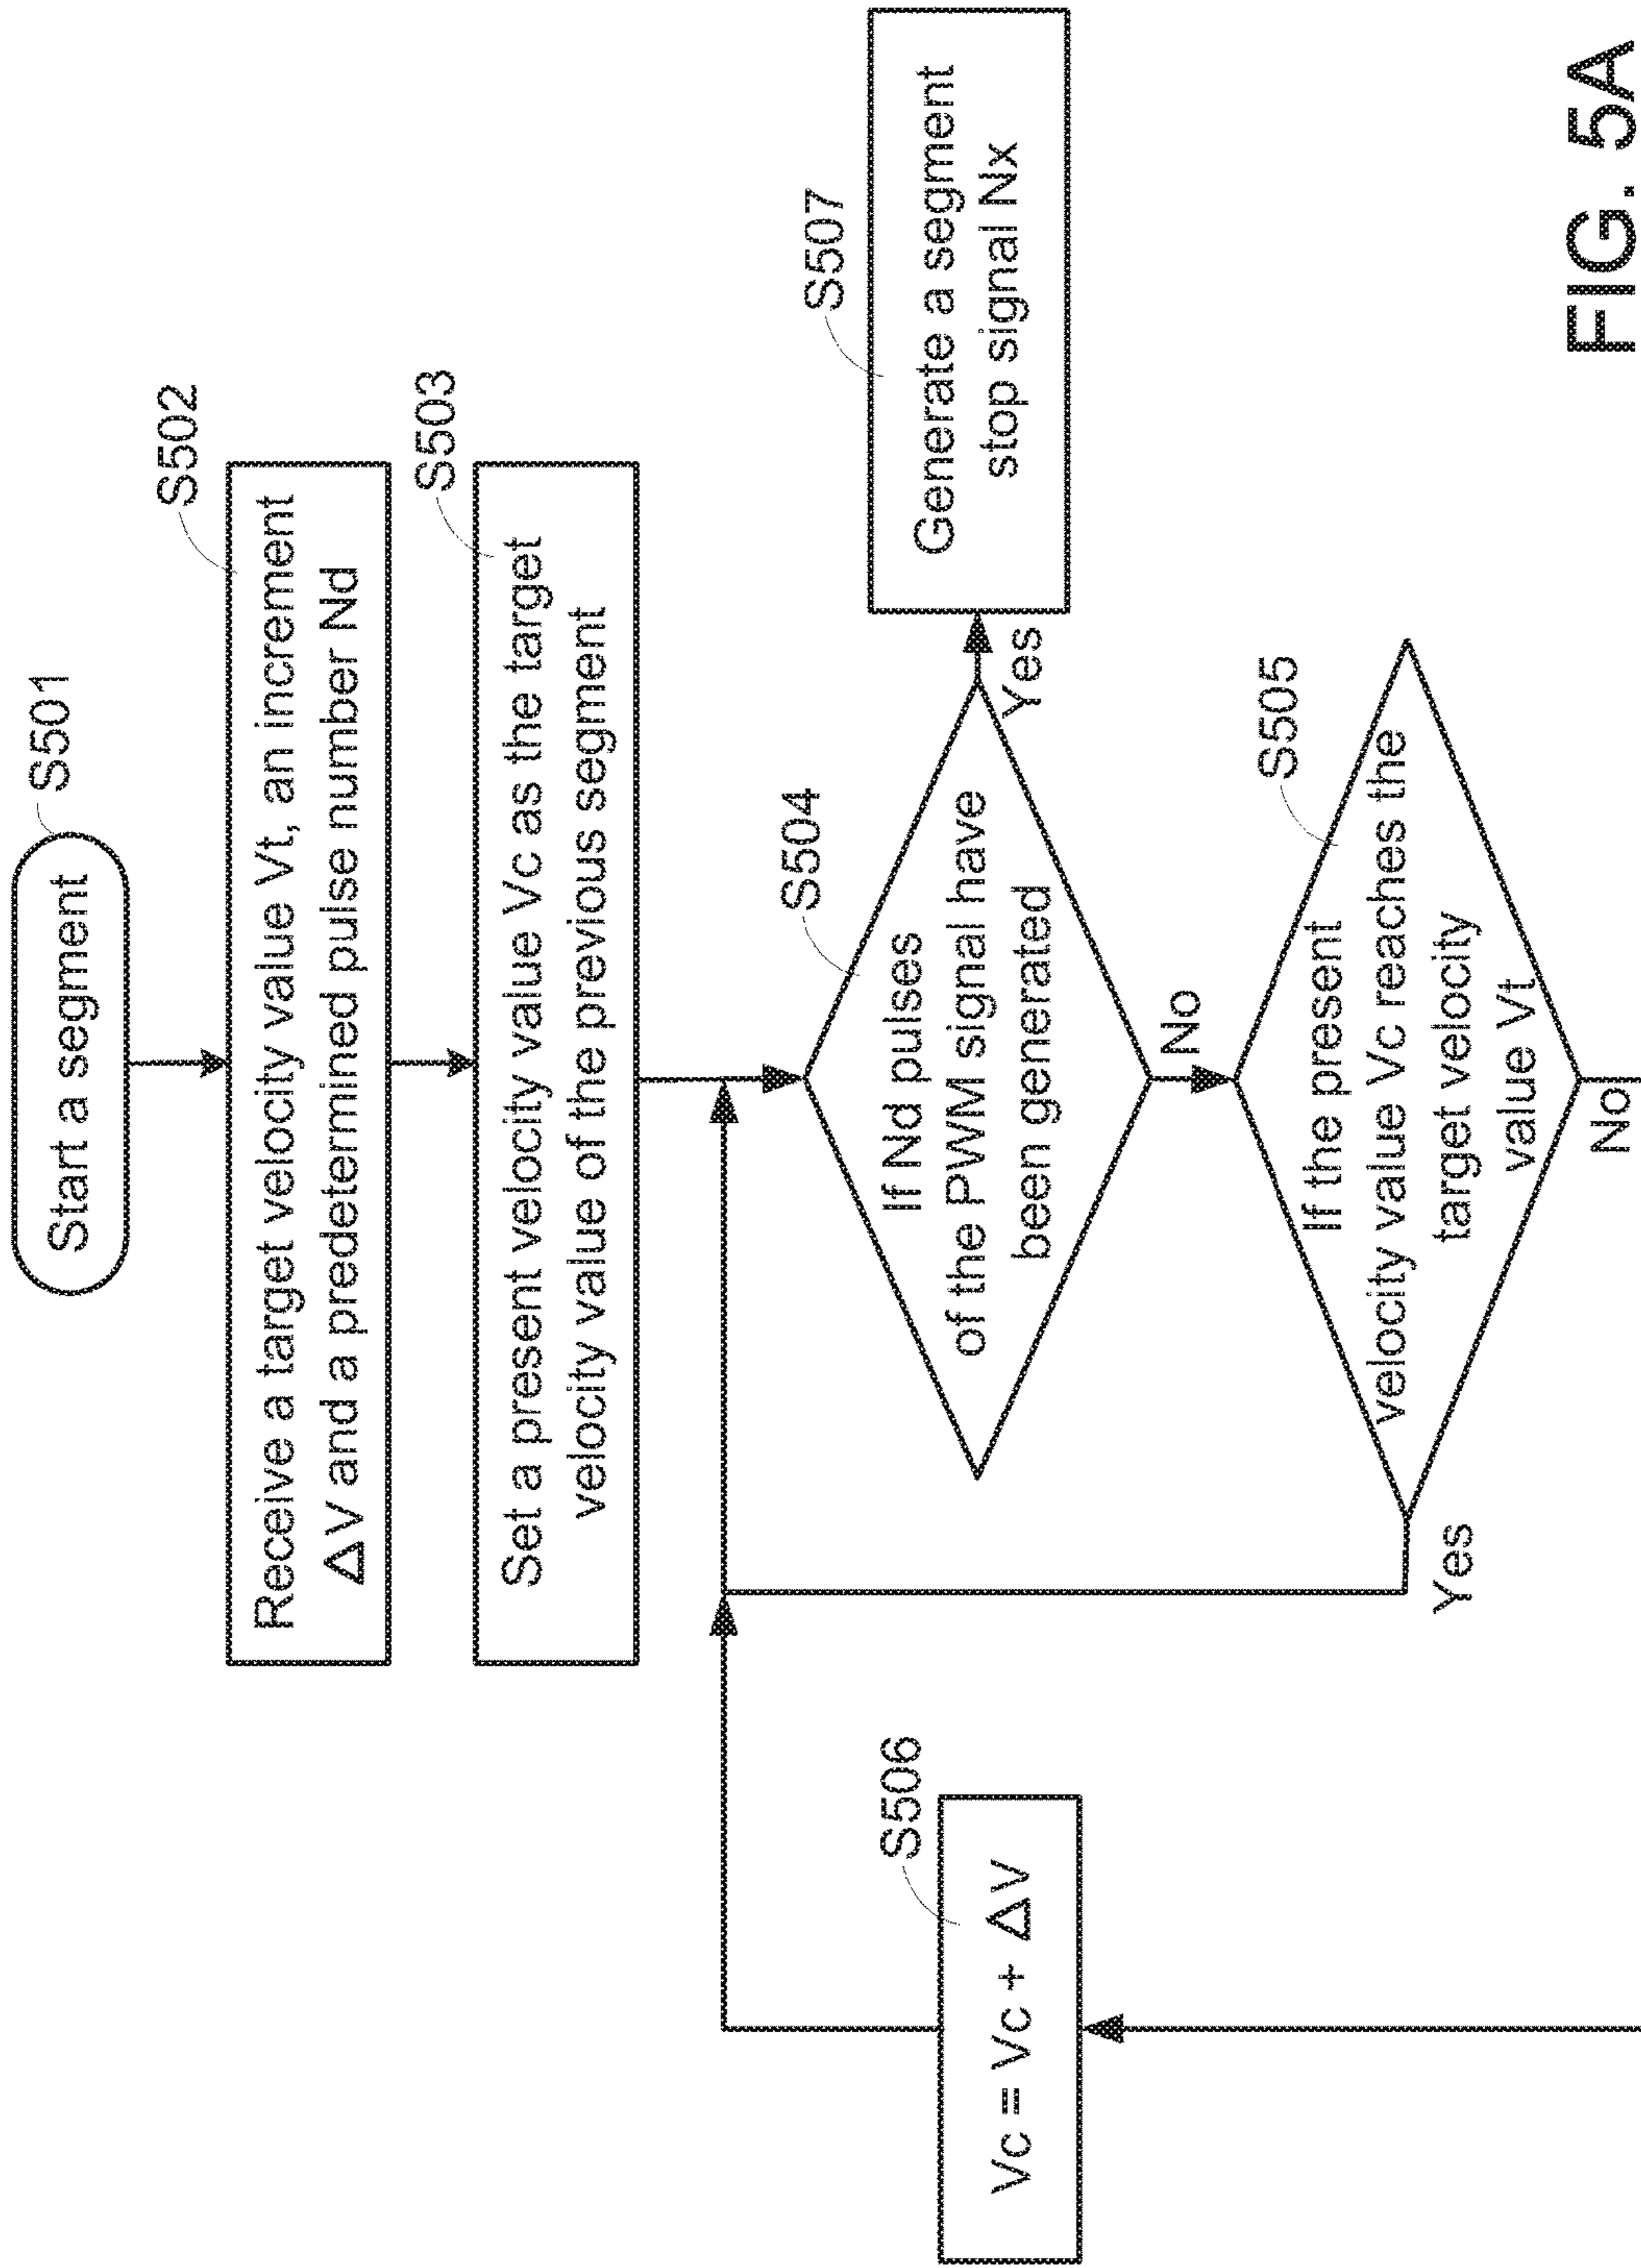 Start a segment
S501
S502
Receive a target velocity value Vt, an increment
ΔV and a predetermined pulse number Nd
S503
Set a present velocity value Vc as the target
velocity value of the previous segment
S504
If Nd pulses
of the PWM signal have
been generated
Yes
S507
Generate a segment
stop signal Nx
No
S505
If the present
velocity value Vc reaches the
target velocity
value Vt
Yes
No
S506
Vc = Vc + ΔV
FIG. 5A